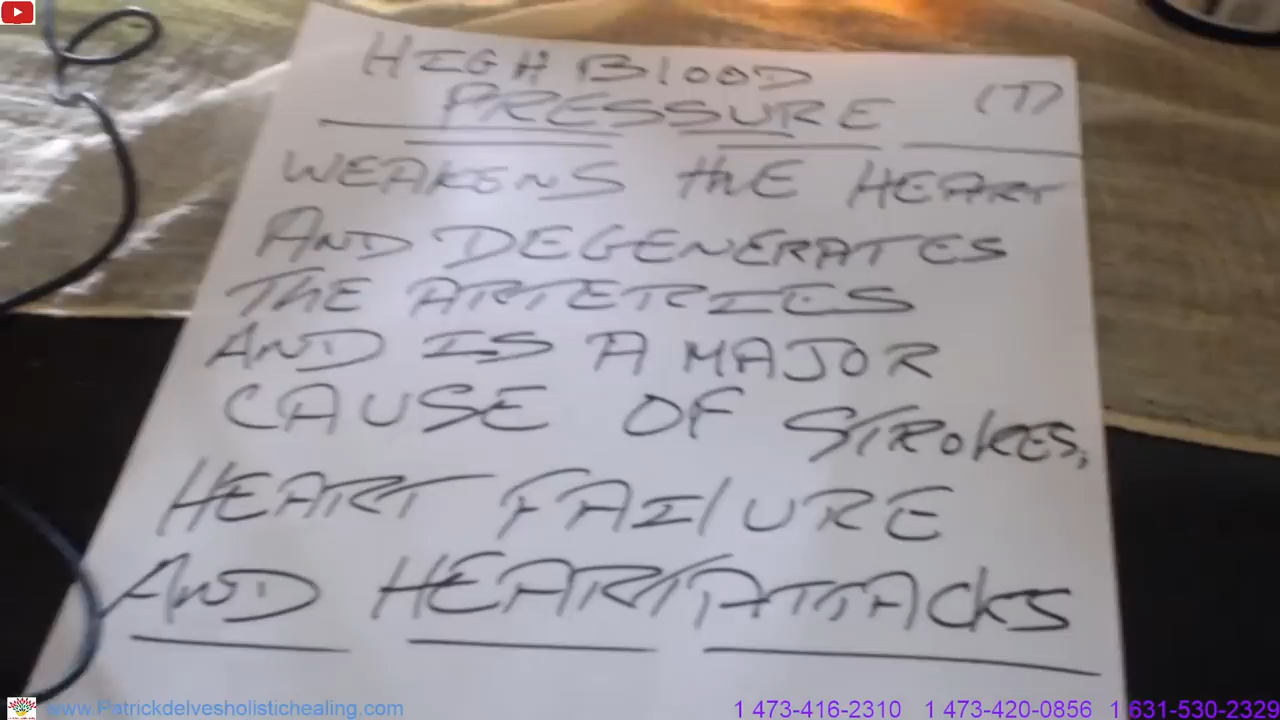 HIGH BLOOD
PRESSURE (7)
WEAKENS thE HEART
AND DEGENERATES
THE ARTERIES
AND IS A MAJOR
CAUSE OF STROKES,
HEART FAILURE
AND HEART ATTACKS
www.Patrickdelvesholistichealing.com 1 473-416-2310 1 473-420-0856 1 631-530-2329